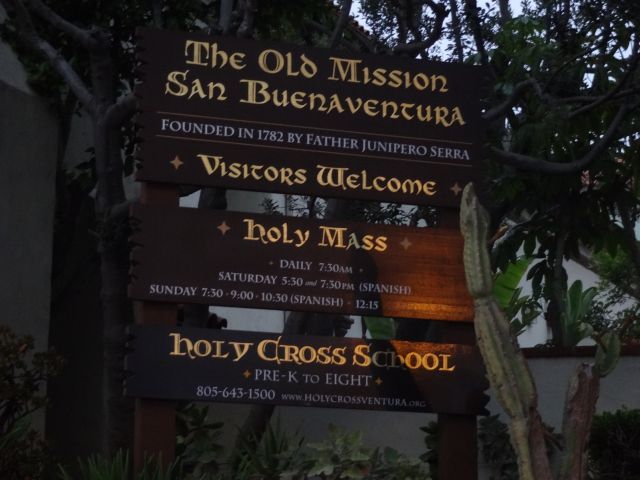 The Old Mission
San Buenaventura
FOUNDED IN 1782 BY FATHER JUNIPERO SERRA
Visitors Welcome
Holy Mass
DAILY 7:30AM
SATURDAY 5:30 and 7:30PM (SPANISH)
SUNDAY 7:30 · 9:00 · 10:30 (SPANISH) · 12:15
Holy Cross School
PRE-K TO EIGHT
805-643-1500 WWW.HOLYCROSSVENTURA.ORG